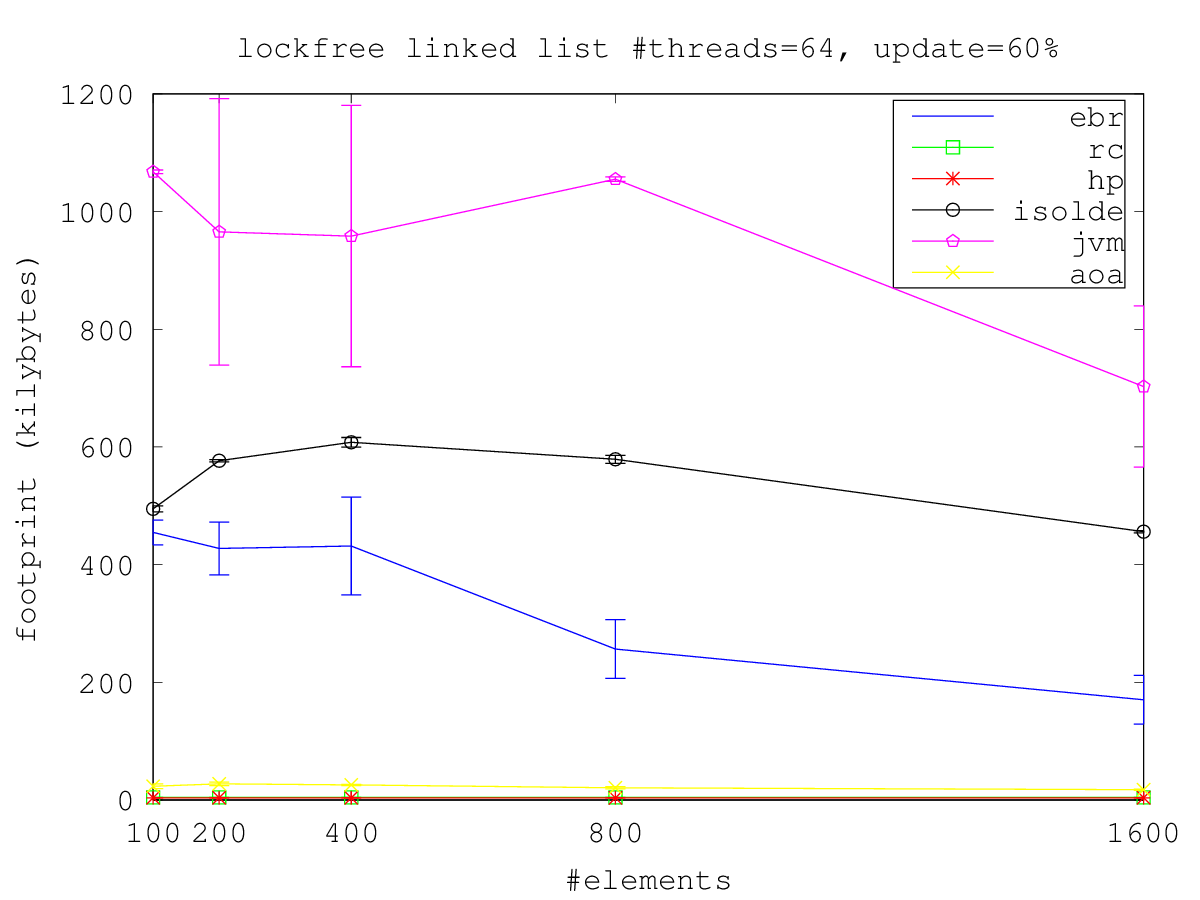 lockfree linked list #threads=64, update=60%
1200
1000
800
600
400
200
0
footprint (kilybytes)
ebr
rc
hp
isolde
jvm
aoa
100 200 400 800 1600
#elements